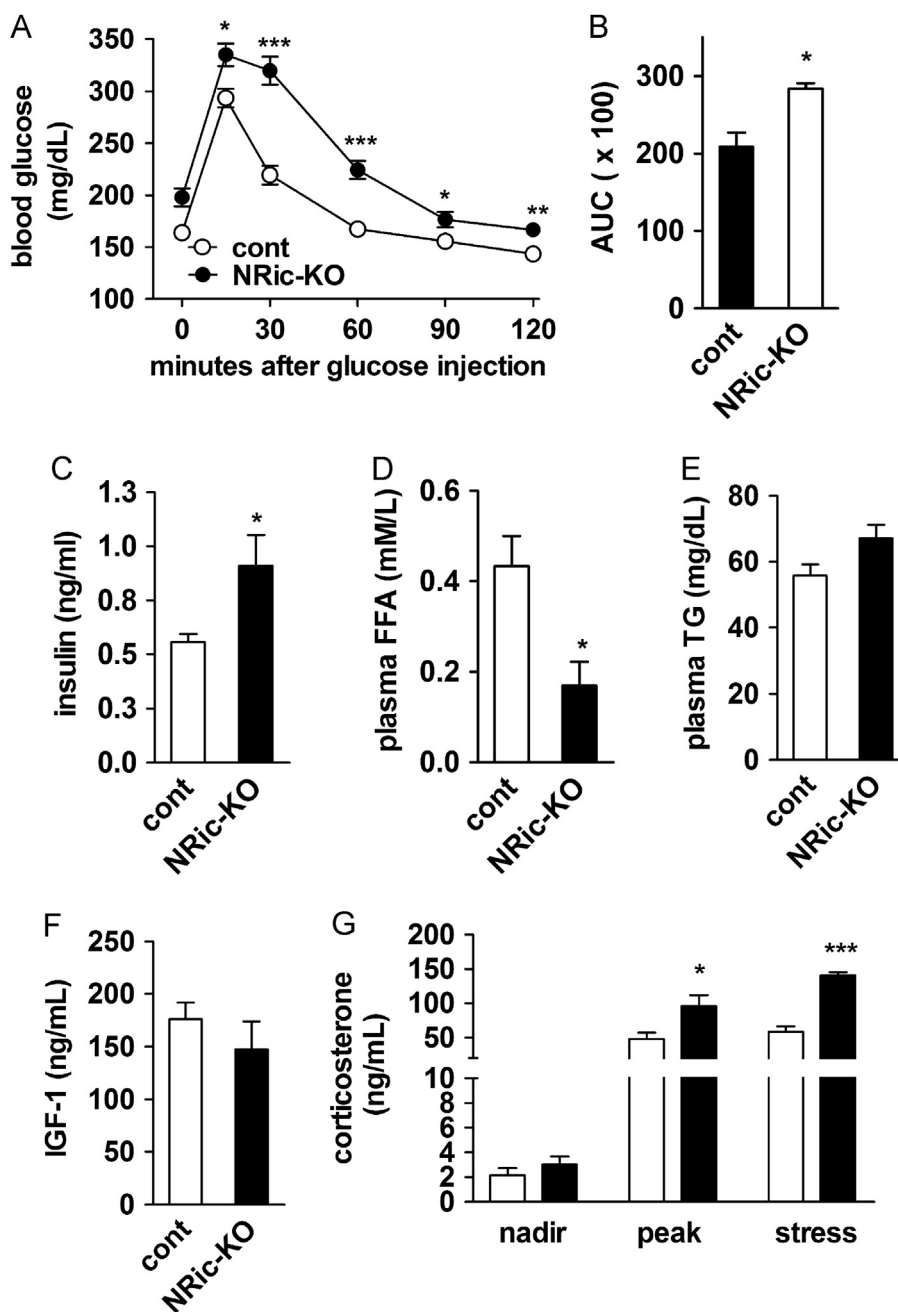 A
blood glucose
(mg/dL)
350
300
250
200
150
100
*
***
***
*
**
cont
NRic-KO
0 30 60 90 120
minutes after glucose injection
B
AUC ( x 100)
300
200
100
0
*
cont
NRic-KO
C
insulin (ng/ml)
1.3
1.0
0.8
0.5
0.3
0.0
*
cont
NRic-KO
D
plasma FFA (mM/L)
0.6
0.4
0.2
0.0
*
cont
NRic-KO
E
plasma TG (mg/dL)
80
60
40
20
0
cont
NRic-KO
F
IGF-1 (ng/mL)
250
200
150
100
50
0
cont
NRic-KO
G
corticosterone
(ng/mL)
200
150
100
50
10
8
6
4
2
0
*
***
nadir peak stress